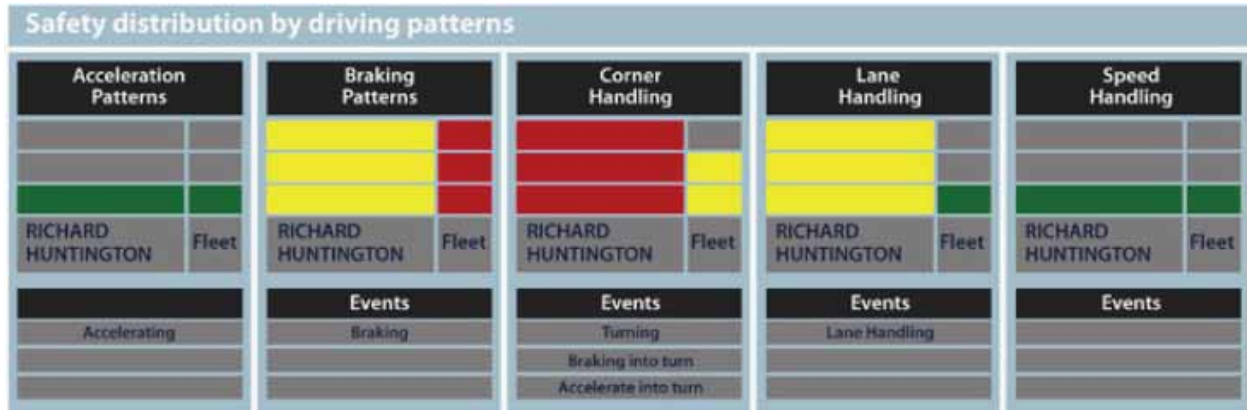 Safety distribution by driving patterns
Acceleration
Patterns
RICHARD
HUNTINGTON
Fleet
Accelerating
Braking
Patterns
RICHARD
HUNTINGTON
Fleet
Events
Braking
Corner
Handling
RICHARD
HUNTINGTON
Fleet
Events
Turning
Braking into turn
Accelerate into turn
Lane
Handling
RICHARD
HUNTINGTON
Fleet
Events
Lane Handling
Speed
Handling
RICHARD
HUNTINGTON
Fleet
Events